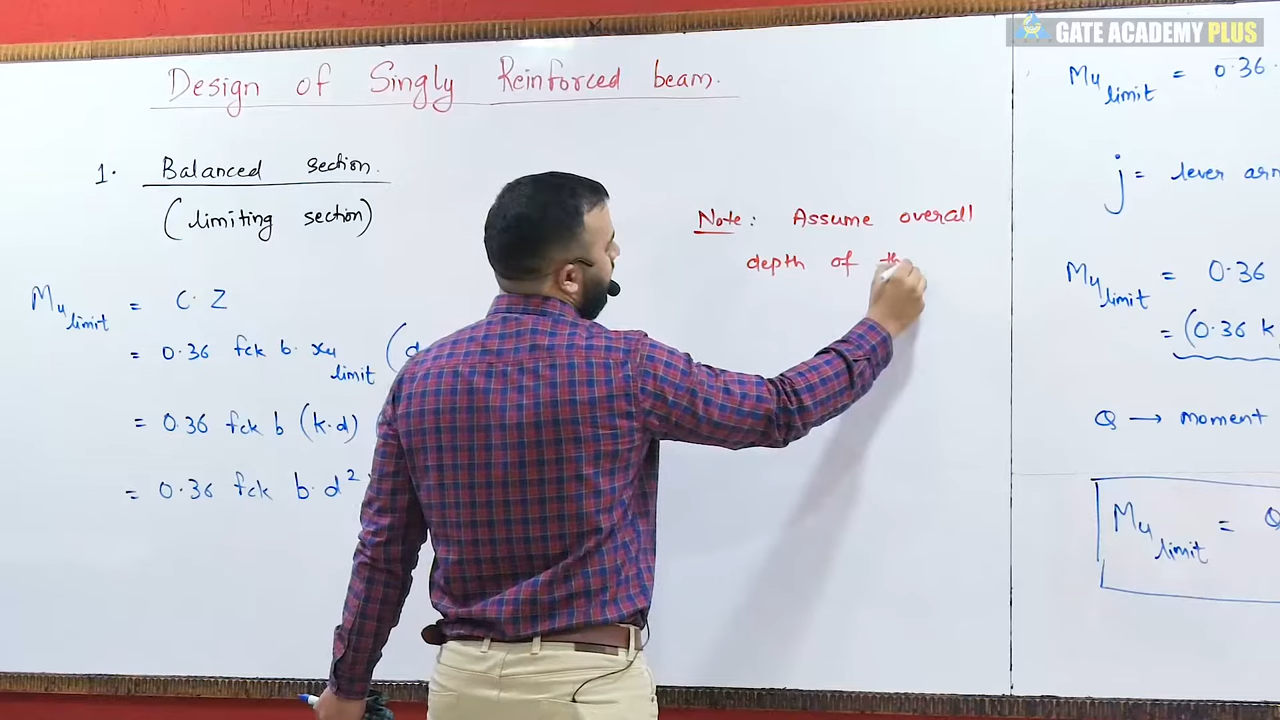 GATE ACADEMY PLUS
Design of Singly Reinforced beam.
1. Balanced section.
(limiting section)
Mu limit = C. Z
= 0.36 fck b. xu limit (d
= 0.36 fck b (k.d)
= 0.36 fck b.d²
Note: Assume overall
depth of th
Mu limit = 0.36.
j = lever arm
Mu limit = 0.36
= (0.36 k
Q → moment
Mu limit = Q